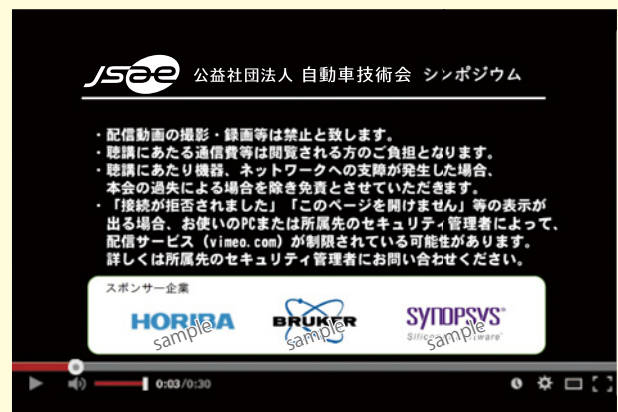 JSAE 公益社団法人 自動車技術会 シンポジウム
・配信動画の撮影・録画等は禁止と致します。
・聴講にあたる通信費等は閲覧される方のご負担となります。
・聴講にあたり機器、ネットワークへの支障が発生した場合、
本会の過失による場合を除き免責とさせていただきます。
・「接続が拒否されました」「このページを開けません」等の表示が
出る場合、お使いのPCまたは所属先のセキュリティ管理者によって、
配信サービス（vimeo.com）が制限されている可能性があります。
詳しくは所属先のセキュリティ管理者にお問い合わせください。
スポンサー企業
HORIBA BRUKER SYNOPSYS
sample sample sample
0:03/0:30